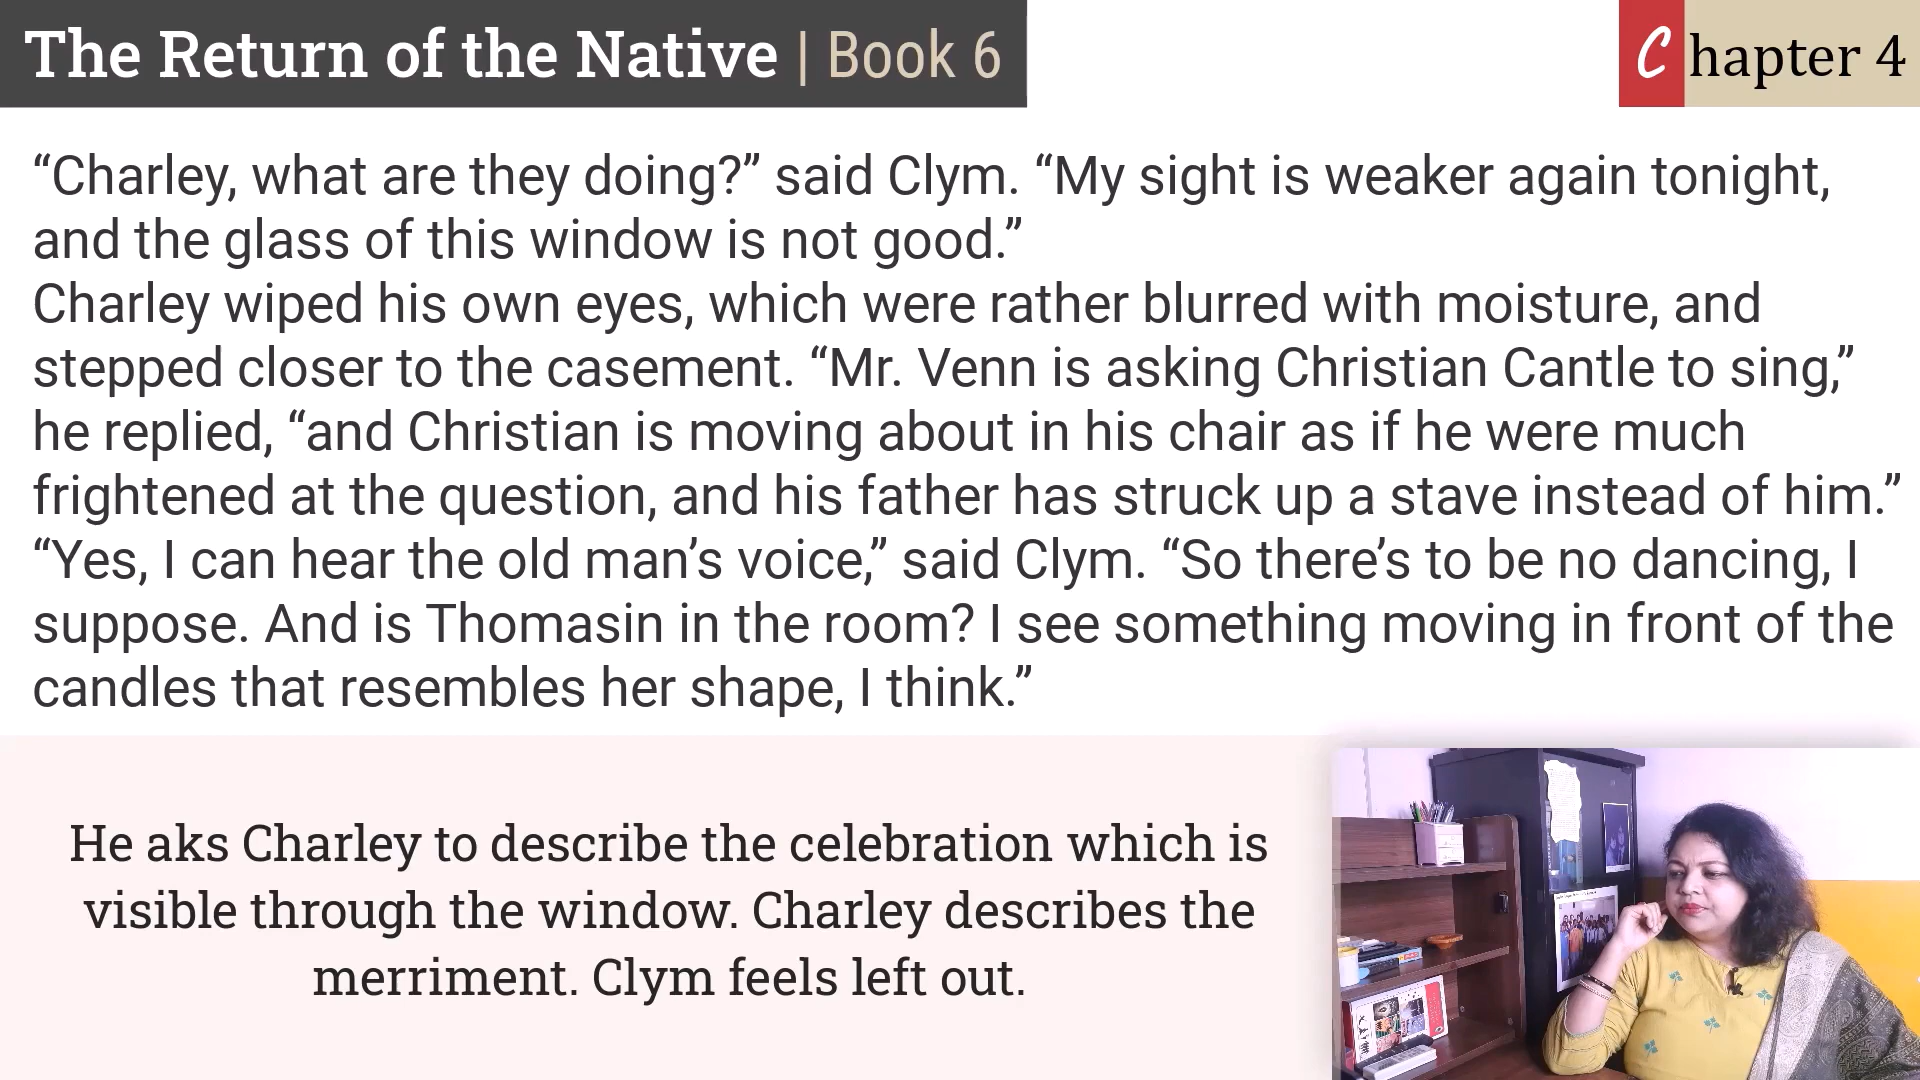 The Return of the Native | Book 6
Chapter 4
“Charley, what are they doing?” said Clym. “My sight is weaker again tonight,
and the glass of this window is not good.”
Charley wiped his own eyes, which were rather blurred with moisture, and
stepped closer to the casement. “Mr. Venn is asking Christian Cantle to sing,”
he replied, “and Christian is moving about in his chair as if he were much
frightened at the question, and his father has struck up a stave instead of him.”
“Yes, I can hear the old man’s voice,” said Clym. “So there’s to be no dancing, I
suppose. And is Thomasin in the room? I see something moving in front of the
candles that resembles her shape, I think.”
He aks Charley to describe the celebration which is
visible through the window. Charley describes the
merriment. Clym feels left out.